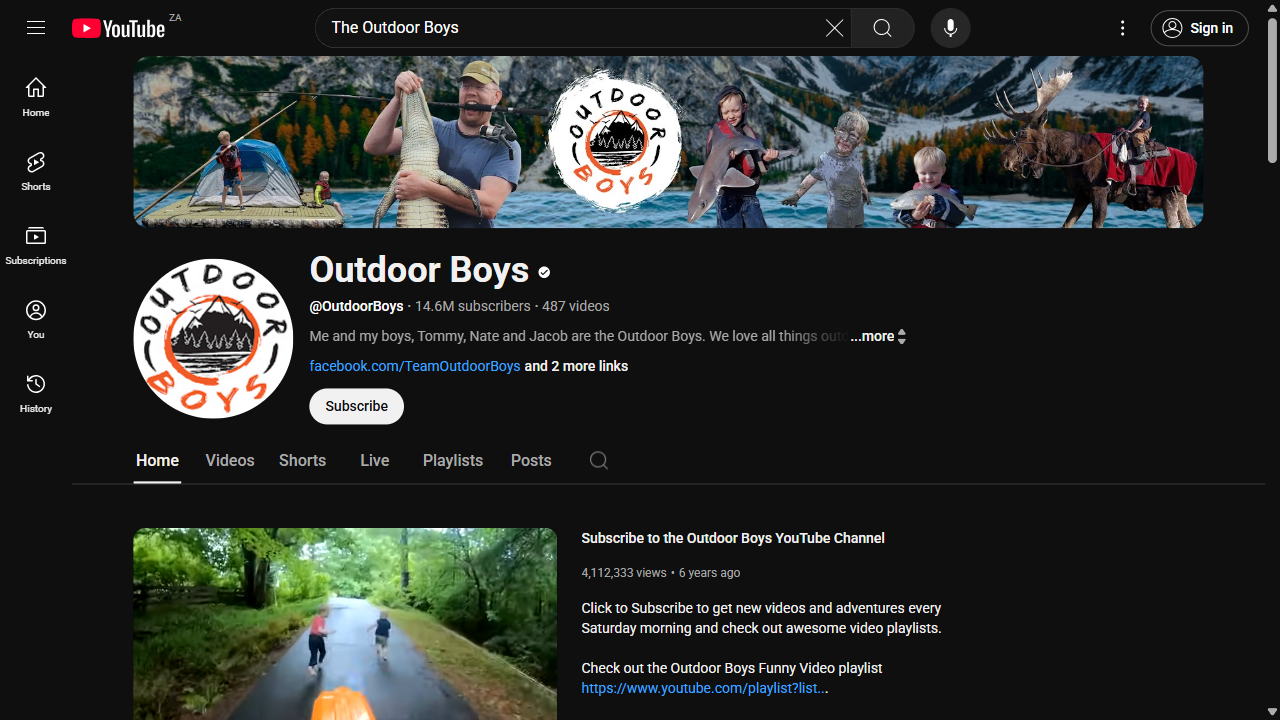 YouTube ZA
The Outdoor Boys
Sign in
Home
Shorts
Subscriptions
You
History
OUTDOOR
BOYS
OUTDOOR
BOYS
Outdoor Boys
@OutdoorBoys · 14.6M subscribers · 487 videos
Me and my boys, Tommy, Nate and Jacob are the Outdoor Boys. We love all things outd ...more
facebook.com/TeamOutdoorBoys and 2 more links
Subscribe
Home Videos Shorts Live Playlists Posts
Subscribe to the Outdoor Boys YouTube Channel
4,112,333 views • 6 years ago
Click to Subscribe to get new videos and adventures every
Saturday morning and check out awesome video playlists.
Check out the Outdoor Boys Funny Video playlist
https://www.youtube.com/playlist?list...